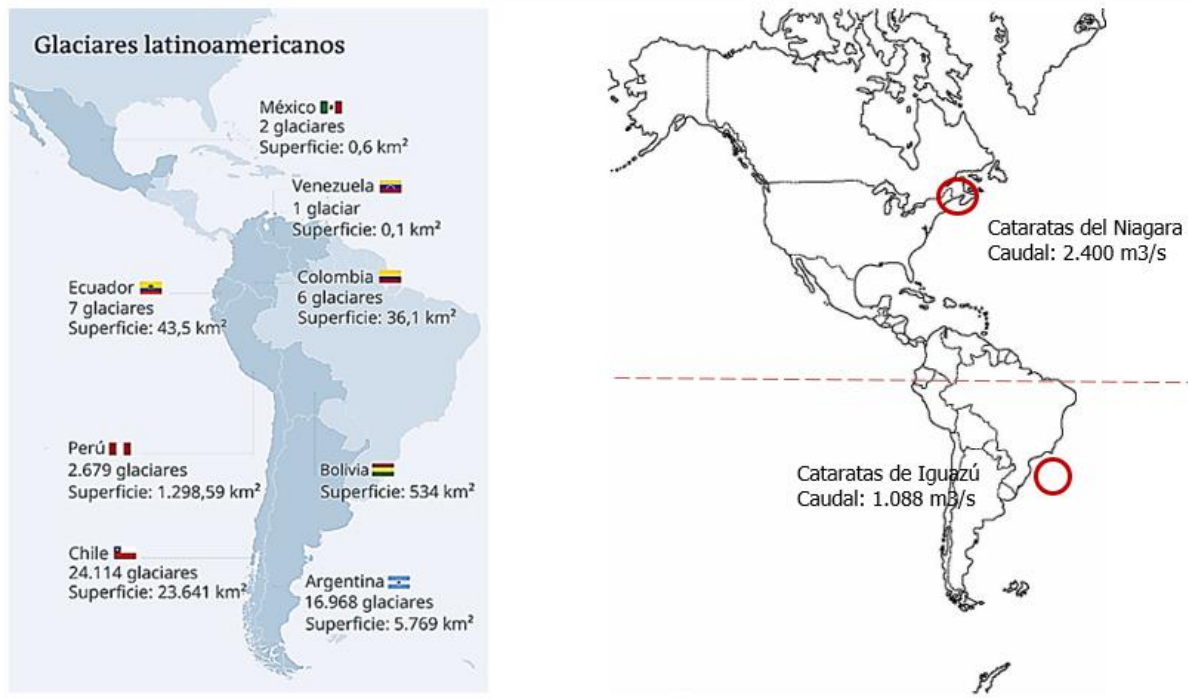 Glaciares latinoamericanos
México
2 glaciares
Superficie: 0,6 km²
Venezuela
1 glaciar
Superficie: 0,1 km²
Ecuador
7 glaciares
Superficie: 43,5 km²
Colombia
6 glaciares
Superficie: 36,1 km²
Perú
2.679 glaciares
Superficie: 1.298,59 km²
Bolivia
Superficie: 534 km²
Chile
24.114 glaciares
Superficie: 23.641 km²
Argentina
16.968 glaciares
Superficie: 5.769 km²
Cataratas del Niagara
Caudal: 2.400 m3/s
Cataratas de Iguazú
Caudal: 1.088 m3/s